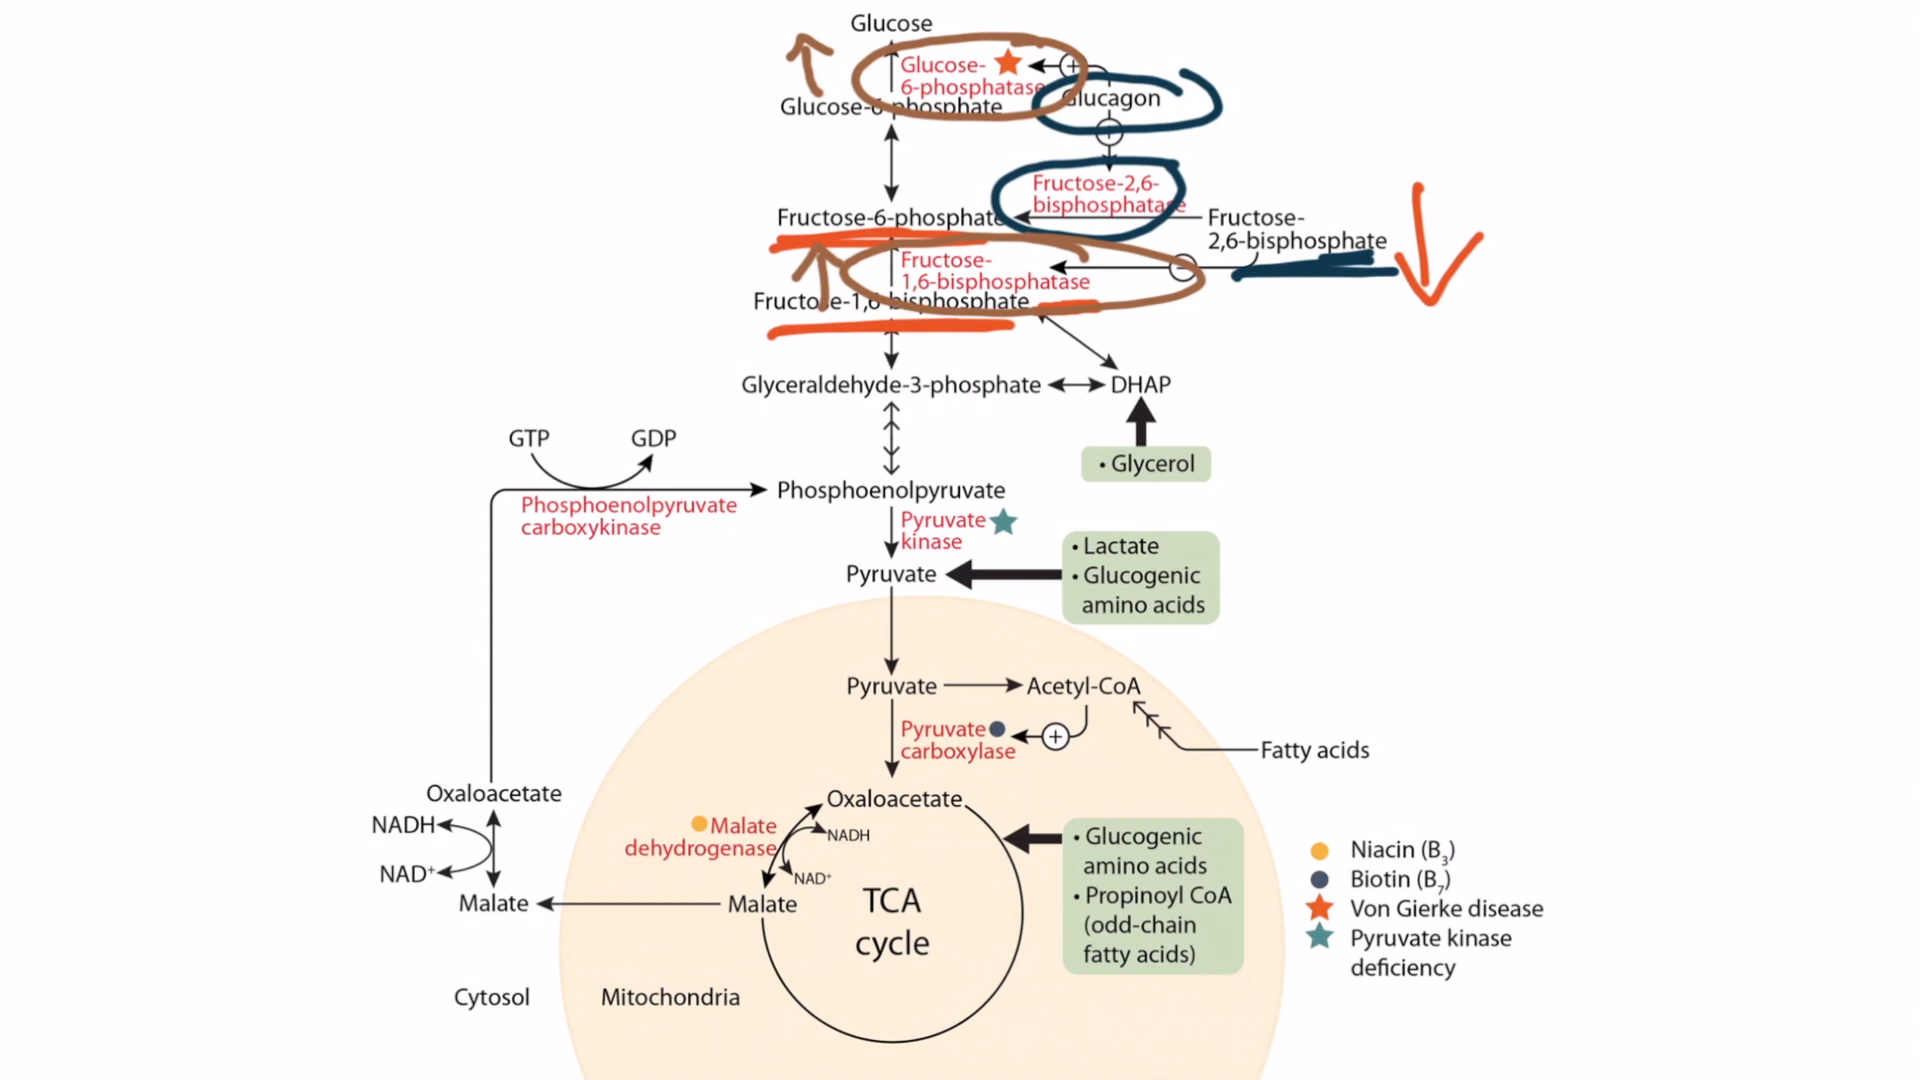 Glucose
Glucose-
6-phosphatase
+
Glucose-6-phosphate
Glucagon
+
Fructose-2,6-
bisphosphatase
Fructose-6-phosphate
Fructose-
2,6-bisphosphate
Fructose-
1,6-bisphosphatase
−
Fructose-1,6-bisphosphate
Glyceraldehyde-3-phosphate
DHAP
• Glycerol
GTP
GDP
Phosphoenolpyruvate
carboxykinase
Phosphoenolpyruvate
Pyruvate
kinase
• Lactate
• Glucogenic
amino acids
Pyruvate
Pyruvate
Acetyl-CoA
Pyruvate
carboxylase
+
Fatty acids
Oxaloacetate
Oxaloacetate
NADH
NAD⁺
Malate
dehydrogenase
NADH
NAD⁺
Malate
Malate
TCA
cycle
• Glucogenic
amino acids
• Propinoyl CoA
(odd-chain
fatty acids)
Cytosol
Mitochondria
Niacin (B₃)
Biotin (B₇)
Von Gierke disease
Pyruvate kinase
deficiency